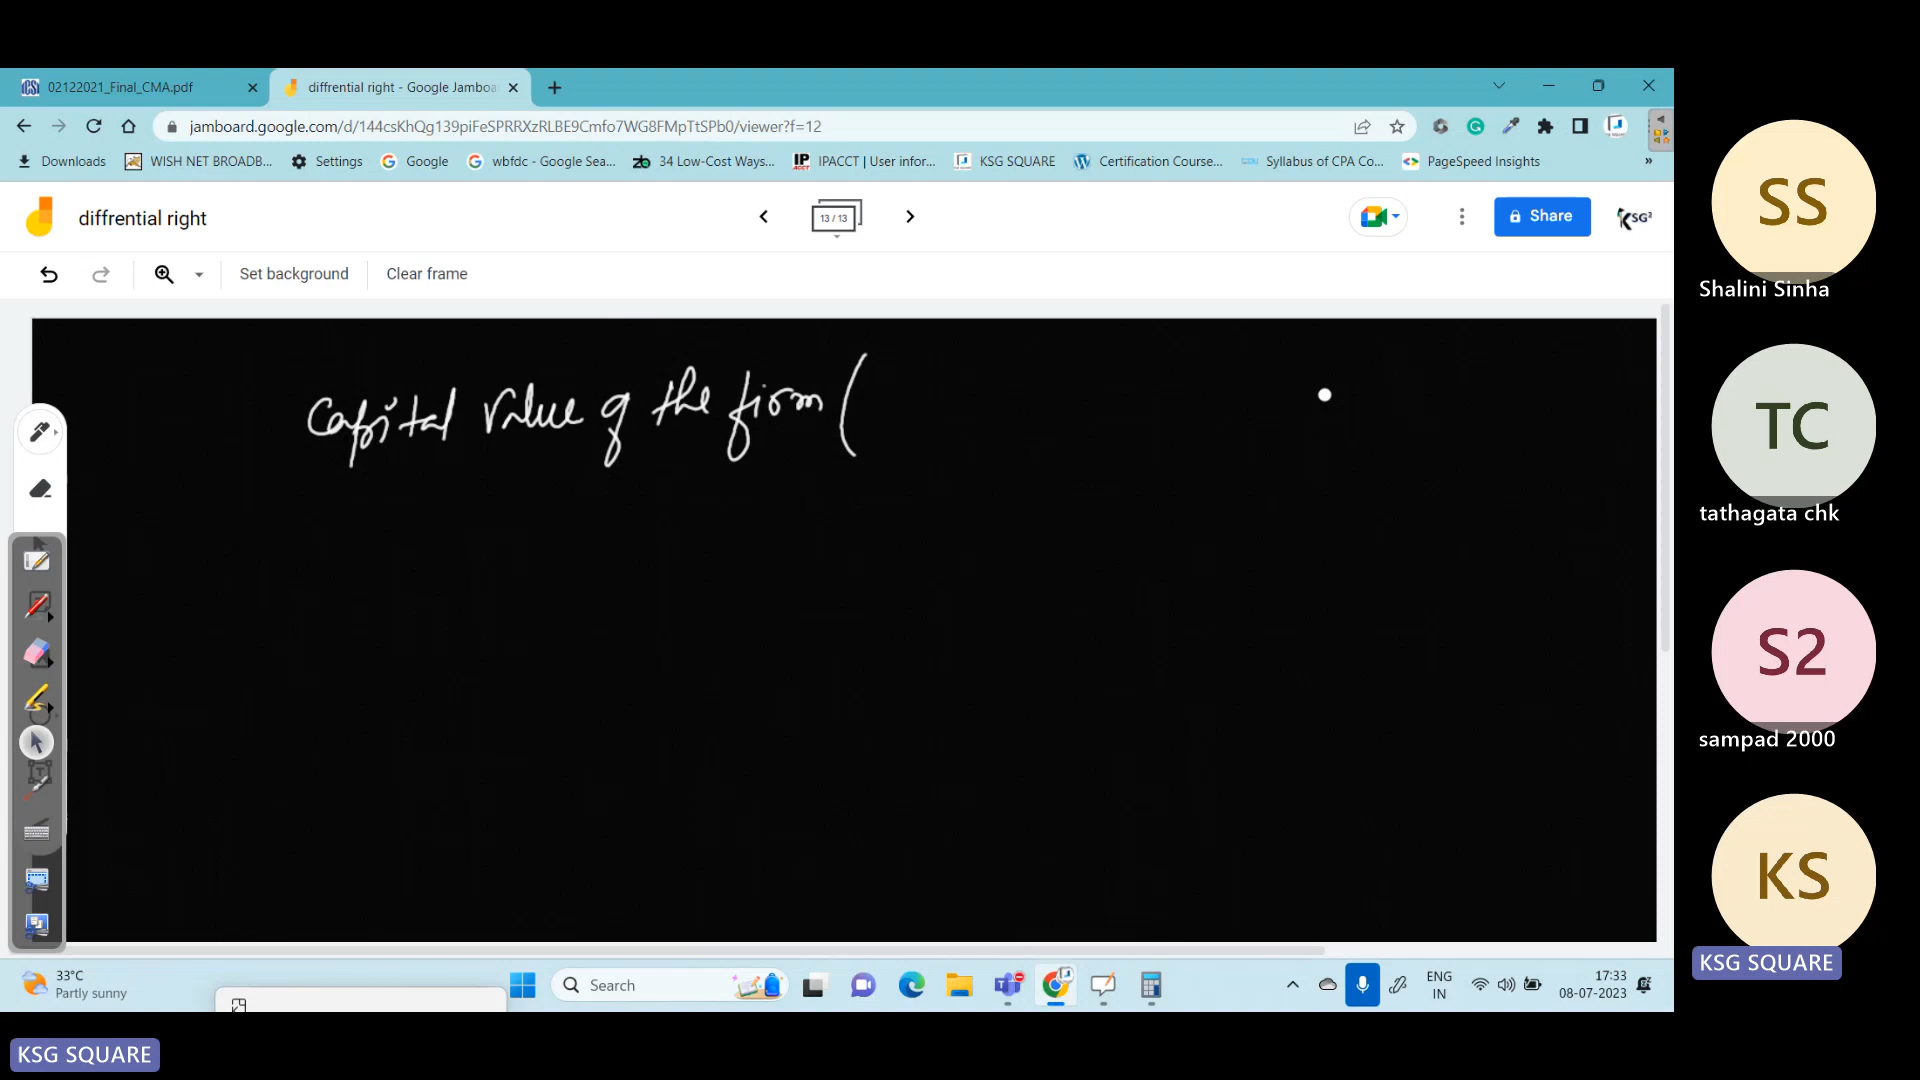 02122021_Final_CMA.pdf
diffrential right - Google Jamboa
jamboard.google.com/d/144csKhQg139piFeSPRRXzRLBE9Cmfo7WG8FMpTtSPb0/viewer?f=12
Downloads WISH NET BROADB... Settings Google wbfdc - Google Sea... 34 Low-Cost Ways... IPACCT | User infor... KSG SQUARE Certification Course... Syllabus of CPA Co... PageSpeed Insights »
diffrential right
13 / 13
Share
KSG²
Set background Clear frame
Capital Value of the firm (
SS
Shalini Sinha
TC
tathagata chk
S2
sampad 2000
KS
KSG SQUARE
33°C
Partly sunny
Search
ENG
IN
17:33
08-07-2023
KSG SQUARE